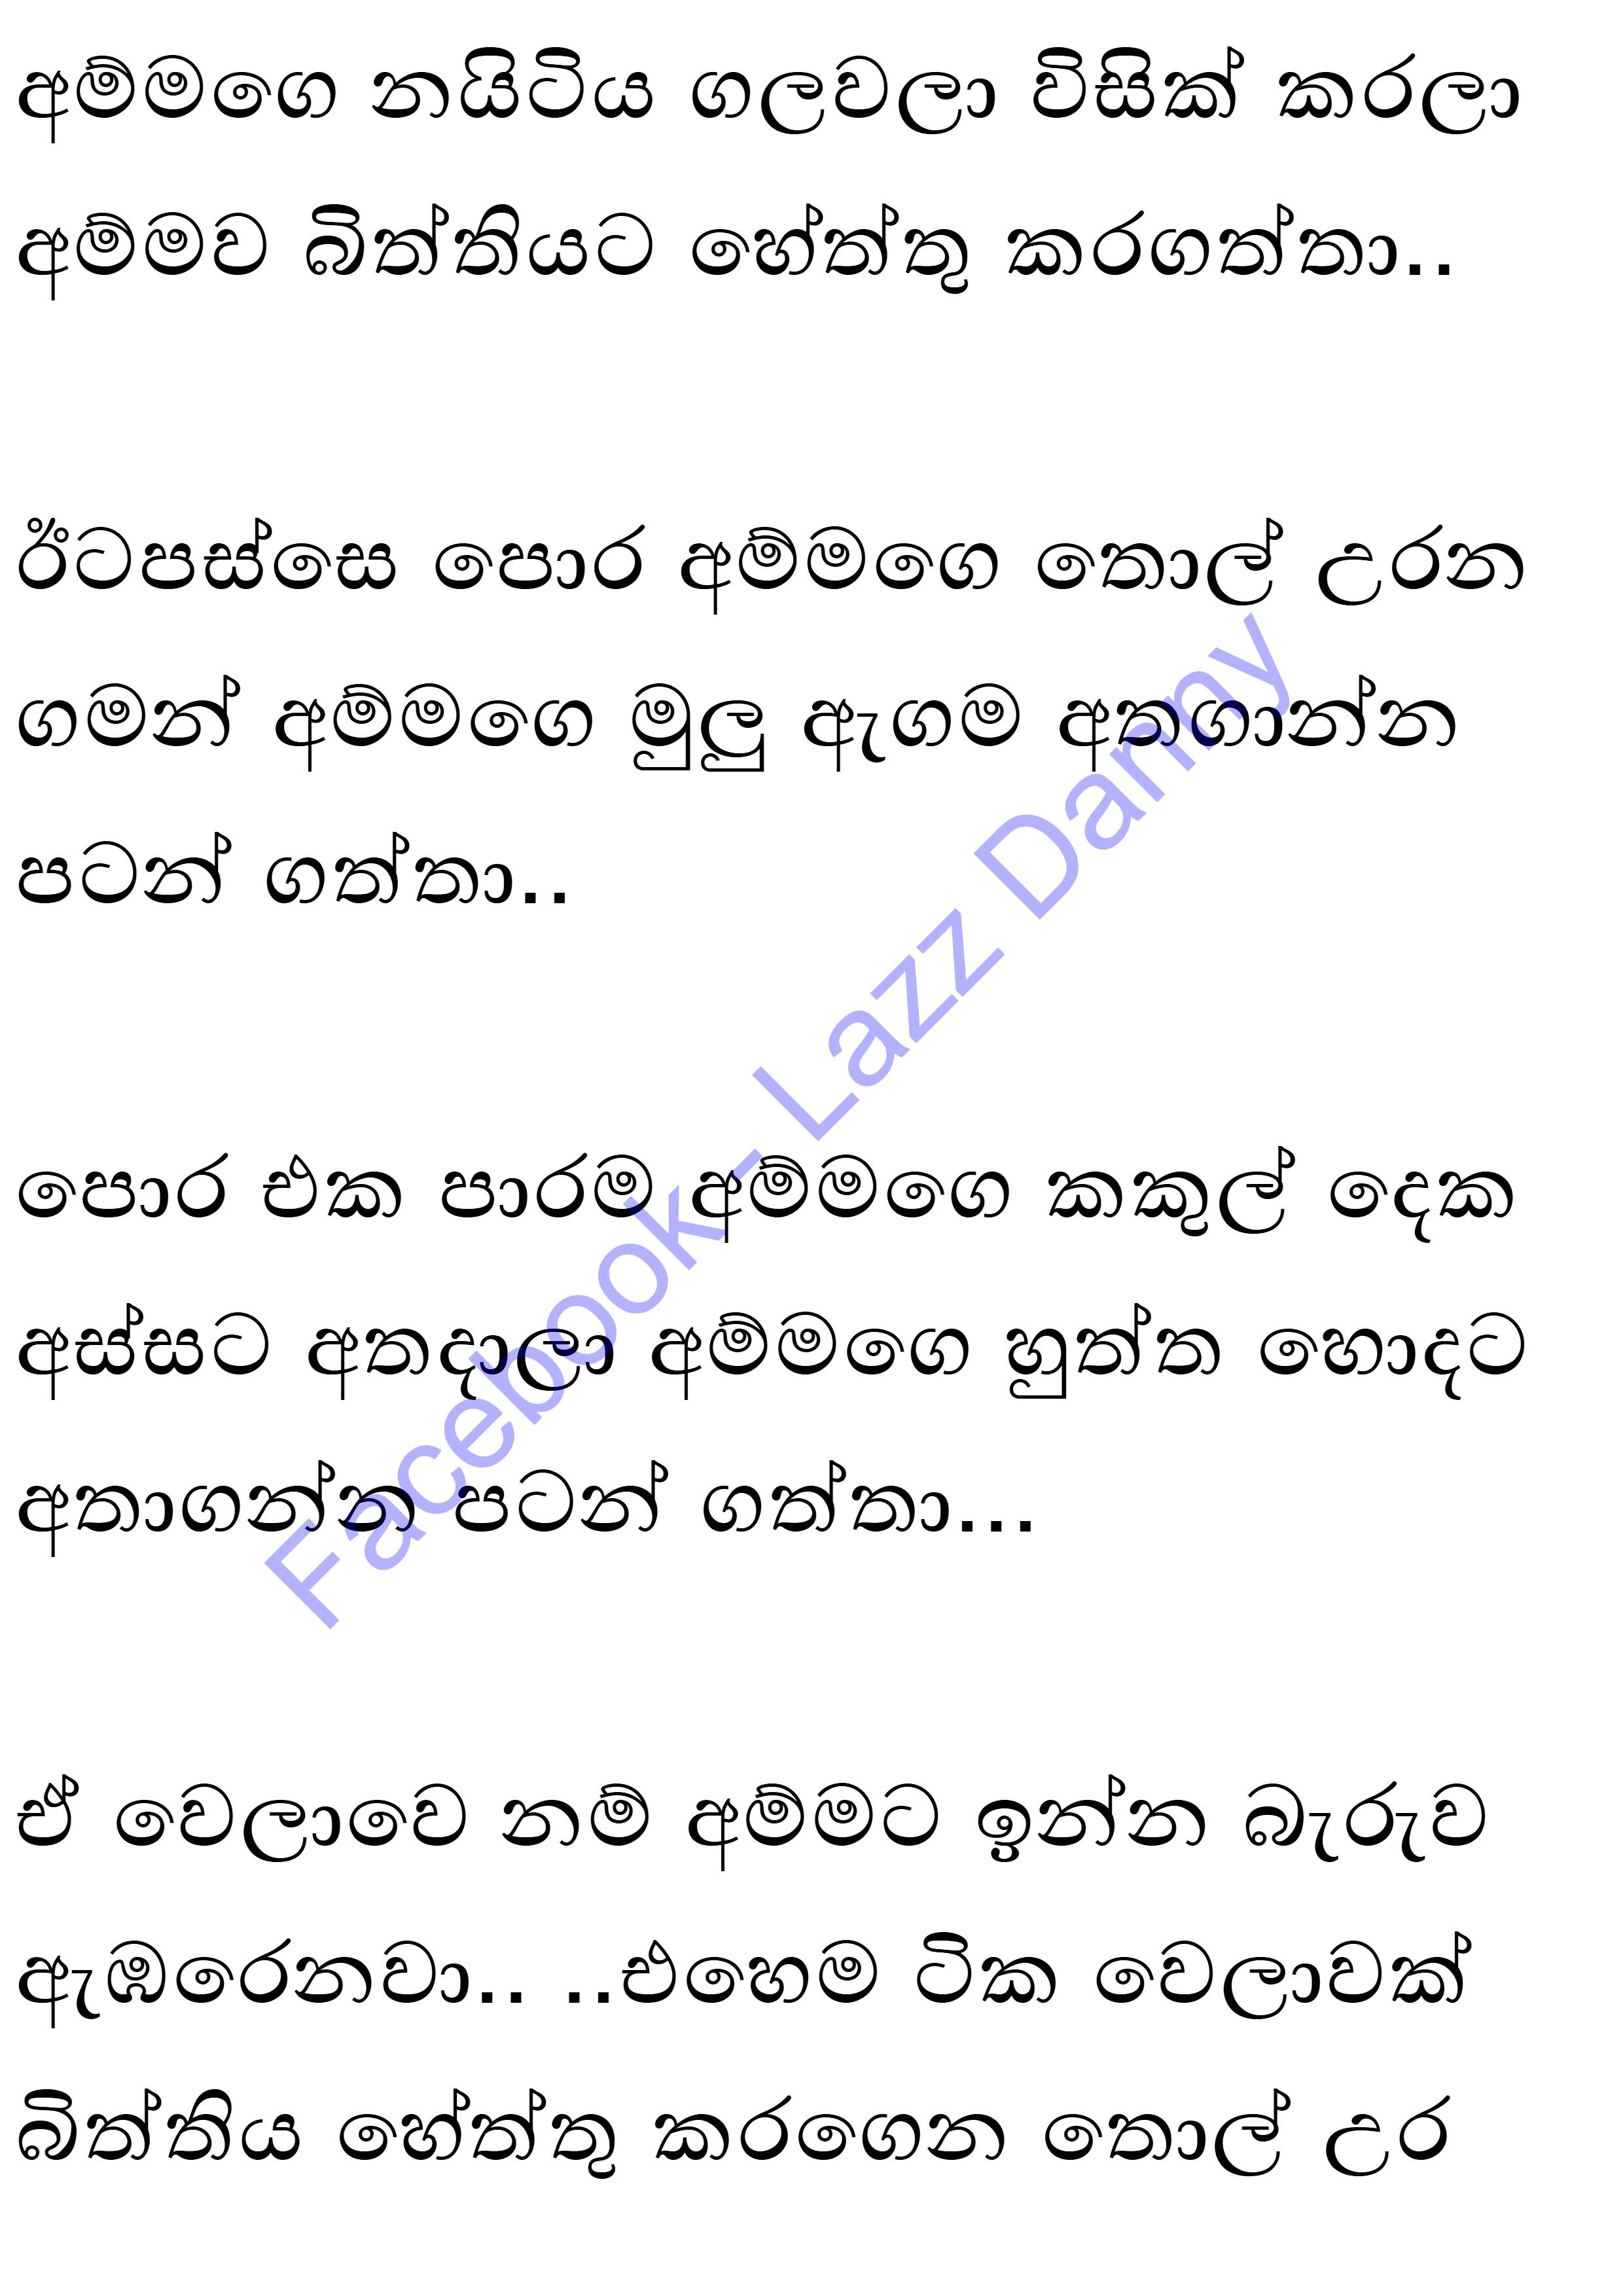 අම්මගෙ නයිටිය ගලවලා විසික් කරලා
අම්මව බිත්තියට හේත්තු කරගත්තා..
ඊටපස්සෙ පොර අම්මගෙ තොල් උරන
ගමන් අම්මගෙ මුලු ඇගම අතගාන්න
පටන් ගත්තා..
පොර එක පාරම අම්මගෙ කකුල් දෙක
අස්සට අතදාලා අම්මගෙ හුත්ත හොදට
අතාගන්න පටන් ගත්තා...
ඒ වෙලාවෙ නම් අම්මට ඉන්න බැරුව
ඇඹරෙනවා.. ..එහෙම ටික වෙලාවක්
බිත්තිය හේත්තු කරගෙන තොල් උර
Facebook- Lazz Danny